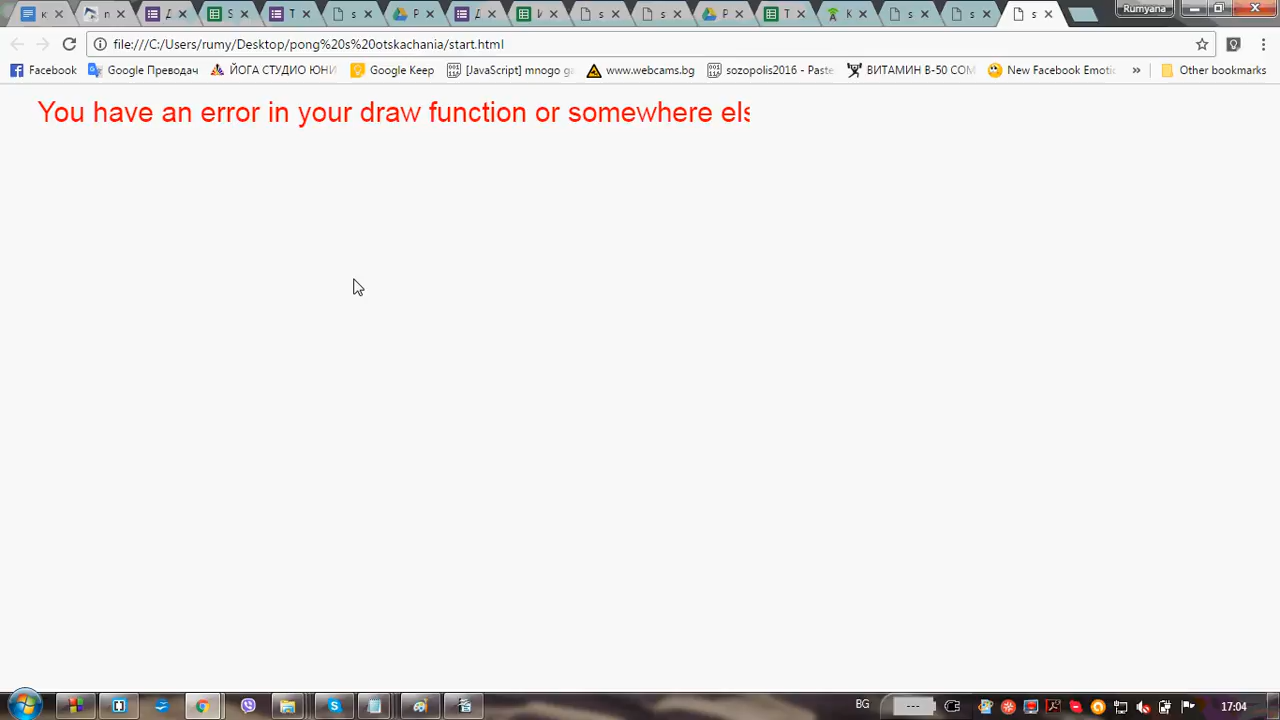 к
n
Д
S
T
s
P
Д
И
s
s
P
T
P
s
s
s
Rumyana
file:///C:/Users/rumy/Desktop/pong%20s%20otskachania/start.html
Facebook
Google Преводач
ЙОГА СТУДИО ЮНИ
Google Keep
[JavaScript] mnogo ga
www.webcams.bg
sozopolis2016 - Paste
ВИТАМИН B-50 COM
New Facebook Emotic
»
Other bookmarks
You have an error in your draw function or somewhere els
BG
---
17:04